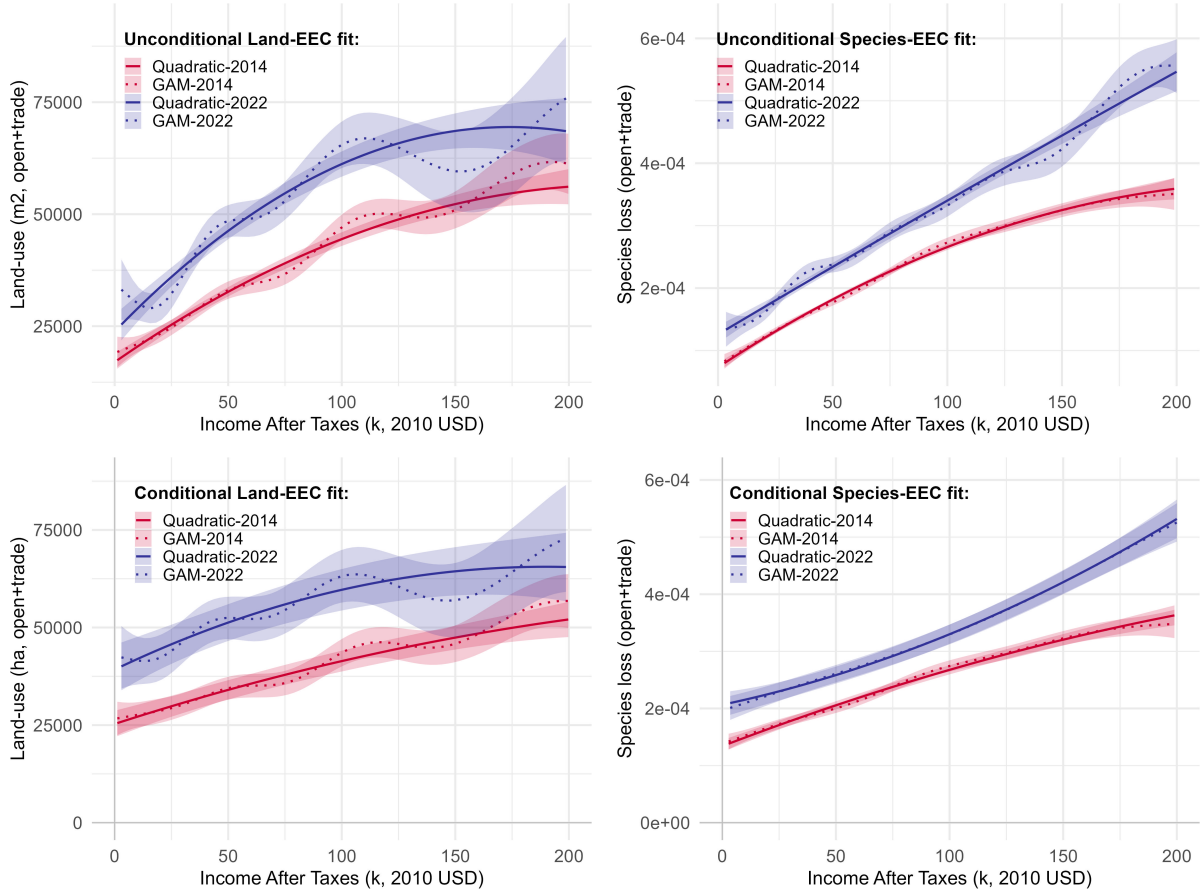 Unconditional Land-EEC fit:
Quadratic-2014
GAM-2014
Quadratic-2022
GAM-2022
75000
50000
25000
Land-use (m2, open+trade)
0 50 100 150 200
Income After Taxes (k, 2010 USD)
Unconditional Species-EEC fit:
Quadratic-2014
GAM-2014
Quadratic-2022
GAM-2022
6e-04
4e-04
2e-04
Species loss (open+trade)
0 50 100 150 200
Income After Taxes (k, 2010 USD)
Conditional Land-EEC fit:
Quadratic-2014
GAM-2014
Quadratic-2022
GAM-2022
75000
50000
25000
0
Land-use (ha, open+trade)
0 50 100 150 200
Income After Taxes (k, 2010 USD)
Conditional Species-EEC fit:
Quadratic-2014
GAM-2014
Quadratic-2022
GAM-2022
6e-04
4e-04
2e-04
0e+00
Species loss (open+trade)
0 50 100 150 200
Income After Taxes (k, 2010 USD)